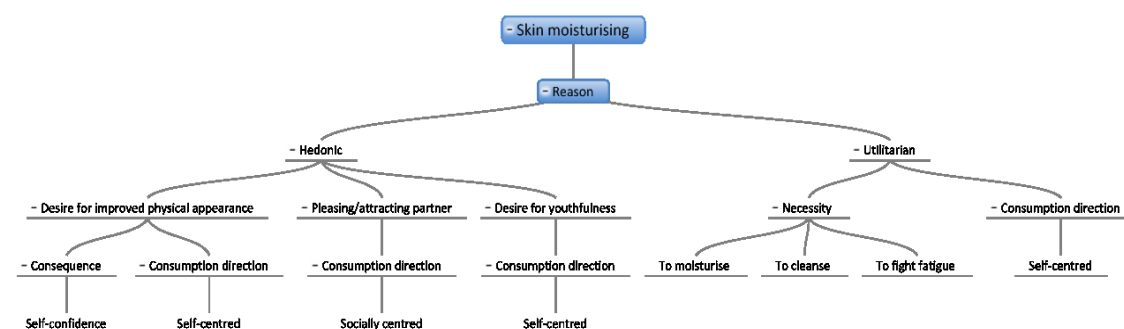 − Skin moisturising
− Reason
− Hedonic
− Utilitarian
− Desire for improved physical appearance
− Pleasing/attracting partner
− Desire for youthfulness
− Necessity
− Consumption direction
− Consequence
− Consumption direction
− Consumption direction
− Consumption direction
To moisturise
To cleanse
To fight fatigue
Self-centred
Self-confidence
Self-centred
Socially centred
Self-centred